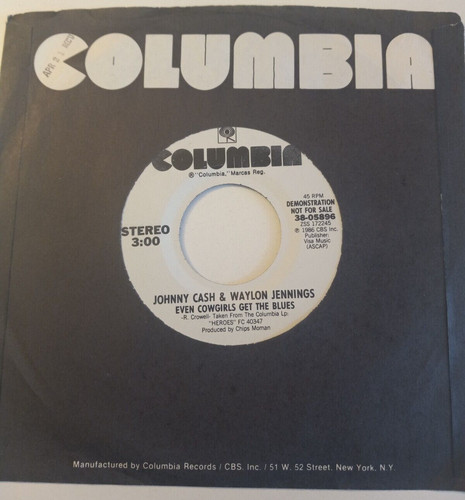 COLUMBIA
COLUMBIA
® "Columbia," Marcas Reg.
STEREO
3:00
45 RPM
DEMONSTRATION
NOT FOR SALE
38-05896
ZSS 172245
℗ 1986 CBS Inc.
Publisher:
Visa Music
(ASCAP)
JOHNNY CASH & WAYLON JENNINGS
EVEN COWGIRLS GET THE BLUES
-R. Crowell- Taken From The Columbia Lp.
"HEROES" FC 40347
Produced by Chips Moman
Manufactured by Columbia Records / CBS, Inc. / 51 W. 52 Street, New York, N.Y.